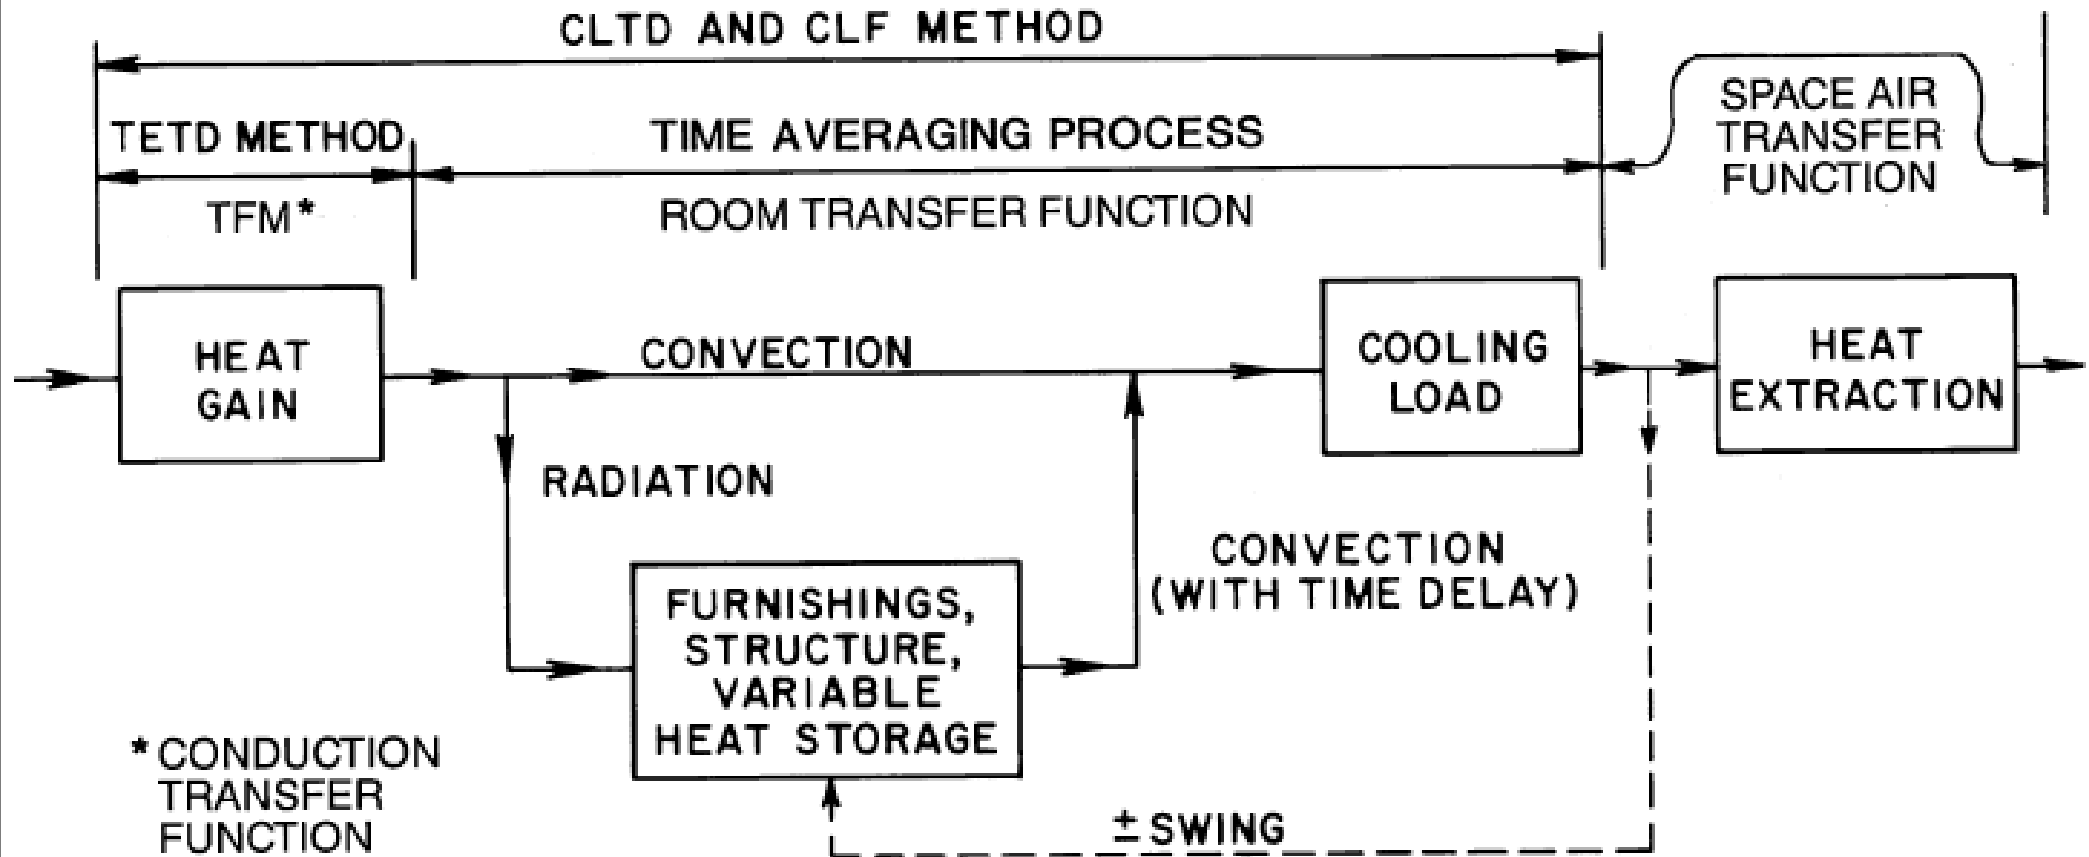 CLTD AND CLF METHOD
TETD METHOD
TIME AVERAGING PROCESS
SPACE AIR
TRANSFER
FUNCTION
TFM*
ROOM TRANSFER FUNCTION
HEAT
GAIN
CONVECTION
COOLING
LOAD
HEAT
EXTRACTION
RADIATION
CONVECTION
(WITH TIME DELAY)
FURNISHINGS,
STRUCTURE,
VARIABLE
HEAT STORAGE
* CONDUCTION
TRANSFER
FUNCTION
± SWING